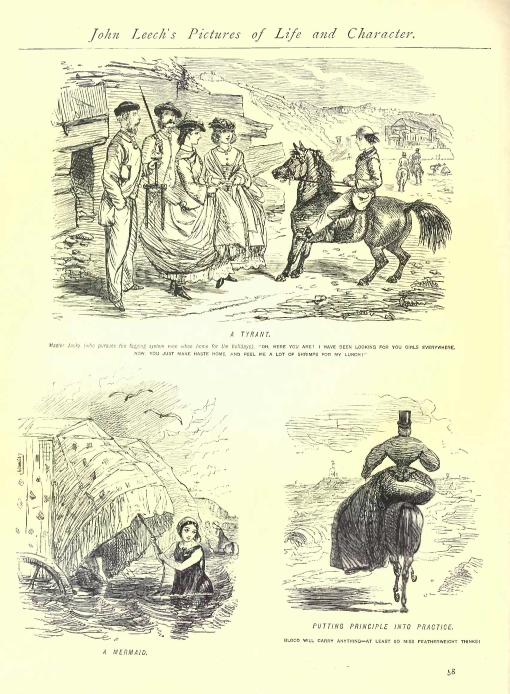 John Leech's Pictures of Life and Character.
A TYRANT.
Master Jacky (who pursues the fagging system even when home for the holidays). "OH, HERE YOU ARE! I HAVE BEEN LOOKING FOR YOU GIRLS EVERYWHERE.
NOW, YOU JUST MAKE HASTE HOME, AND PEEL ME A LOT OF SHRIMPS FOR MY LUNCH!"
A MERMAID.
PUTTING PRINCIPLE INTO PRACTICE.
BLOOD WILL CARRY ANYTHING—AT LEAST SO MISS FEATHERWEIGHT THINKS!
58